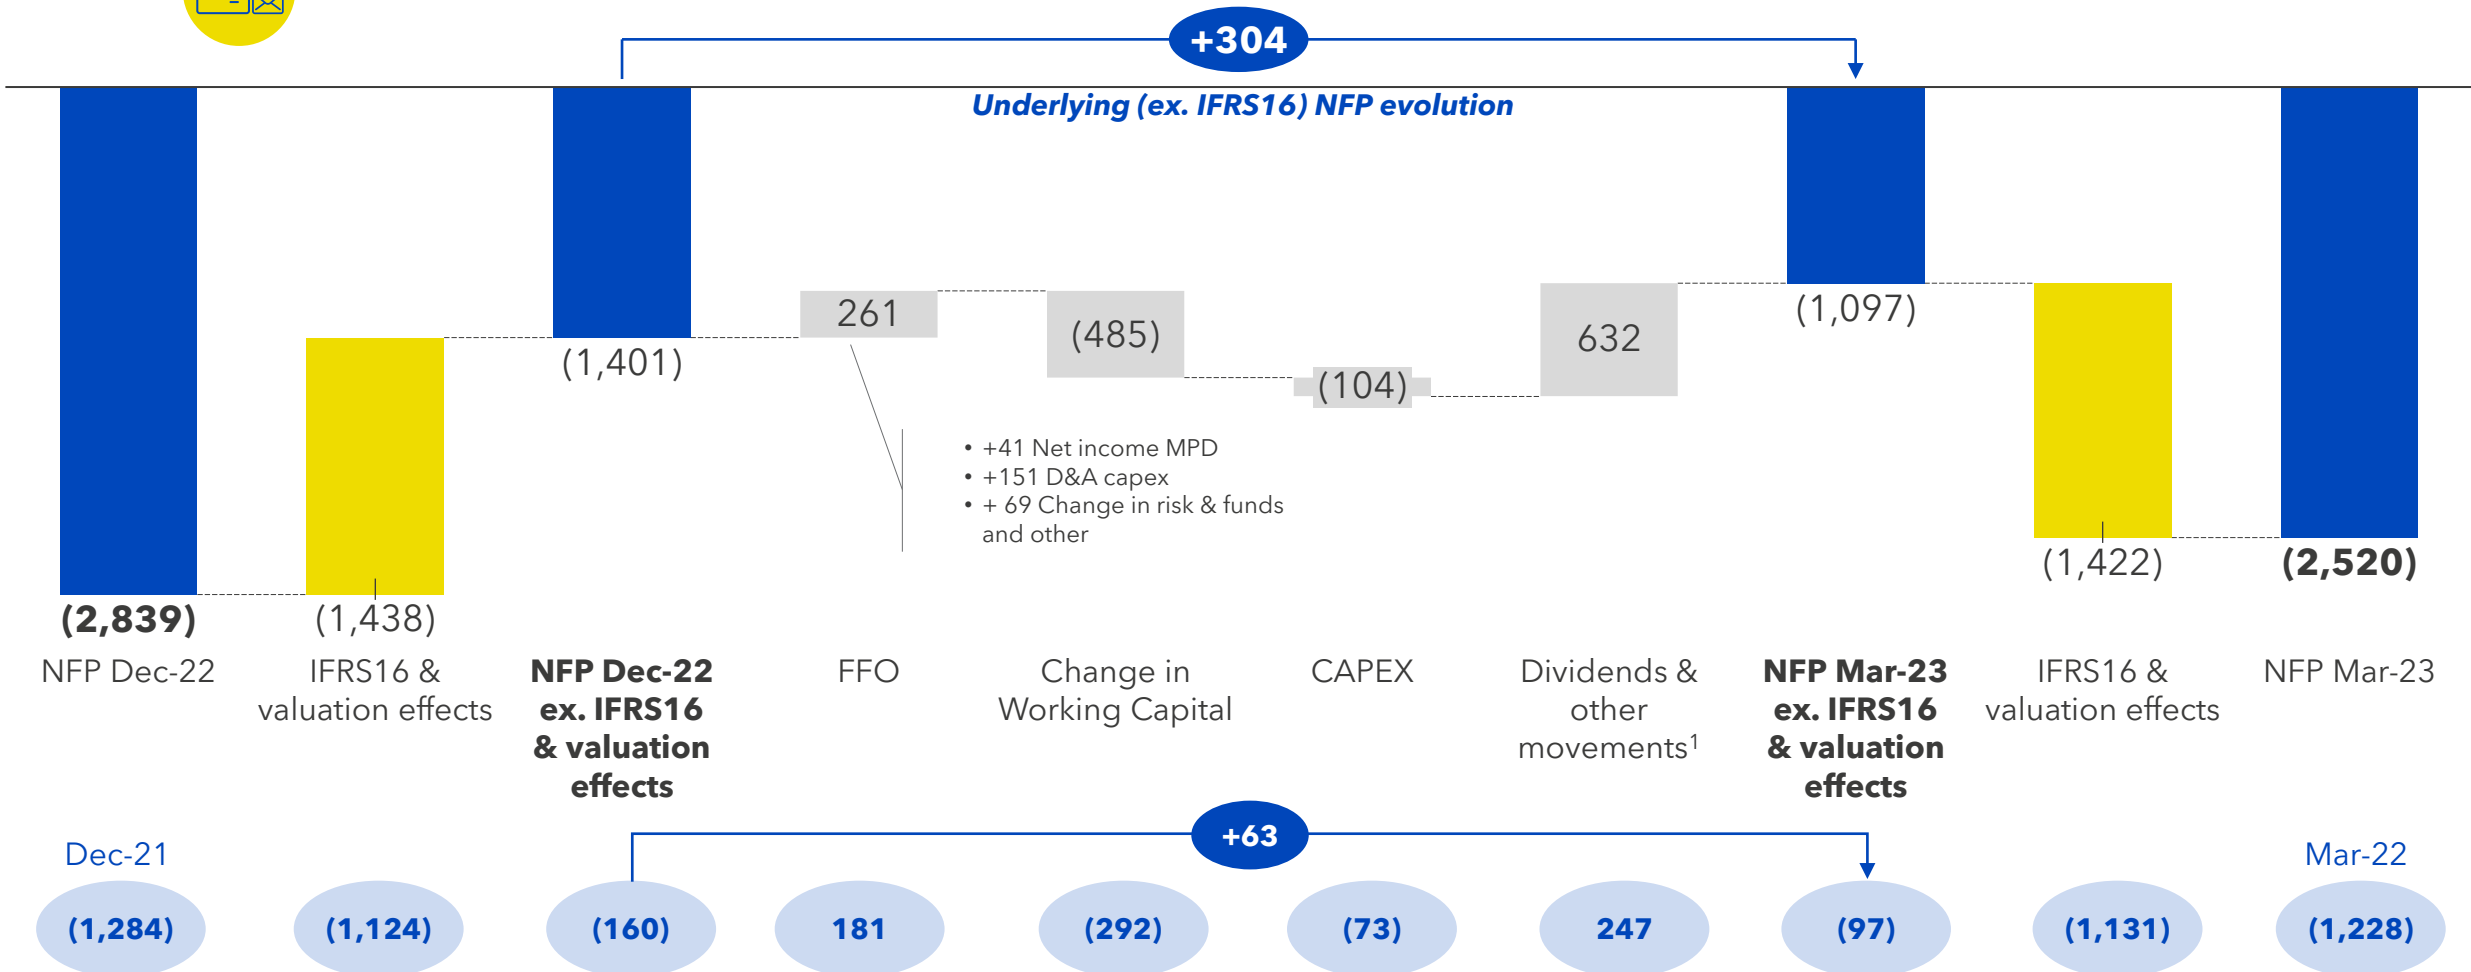 +304
Underlying (ex. IFRS16) NFP evolution
261
(485)
(104)
632
(1,097)
(1,401)
• +41 Net income MPD
• +151 D&A capex
• + 69 Change in risk & funds
and other
(2,839)
(1,438)
(1,422)
(2,520)
NFP Dec-22
IFRS16 &
valuation effects
NFP Dec-22
ex. IFRS16
& valuation
effects
FFO
Change in
Working Capital
CAPEX
Dividends &
other
movements¹
NFP Mar-23
ex. IFRS16
& valuation
effects
IFRS16 &
valuation effects
NFP Mar-23
+63
Dec-21
Mar-22
(1,284)
(1,124)
(160)
181
(292)
(73)
247
(97)
(1,131)
(1,228)